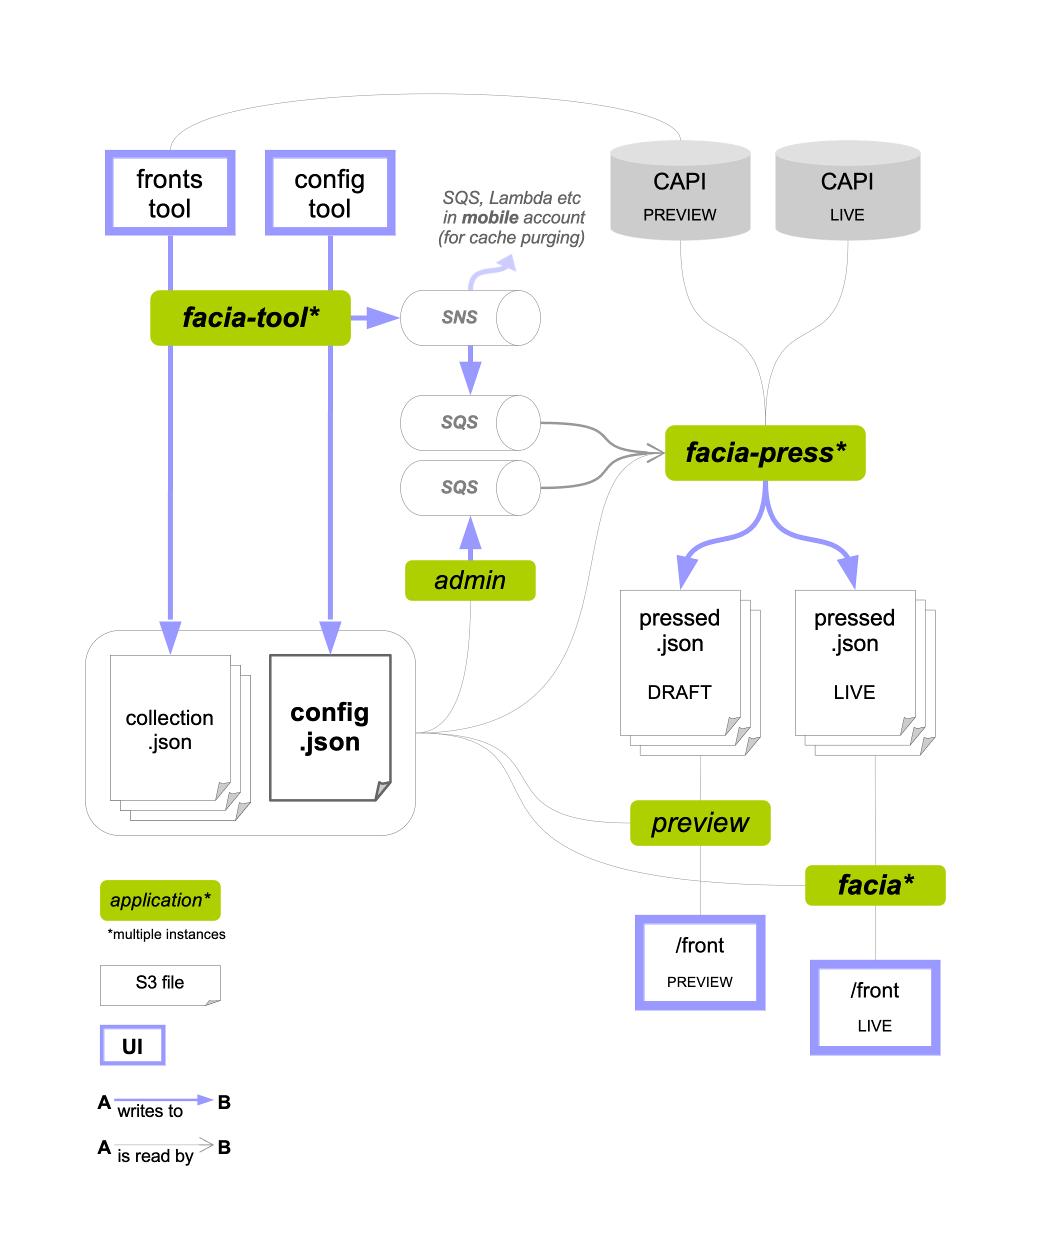 fronts
tool
config
tool
SQS, Lambda etc
in mobile account
(for cache purging)
CAPI
PREVIEW
CAPI
LIVE
facia-tool*
SNS
SQS
SQS
facia-press*
admin
pressed
.json
DRAFT
pressed
.json
LIVE
collection
.json
config
.json
preview
facia*
/front
PREVIEW
/front
LIVE
application*
*multiple instances
S3 file
UI
A writes to B
A is read by B